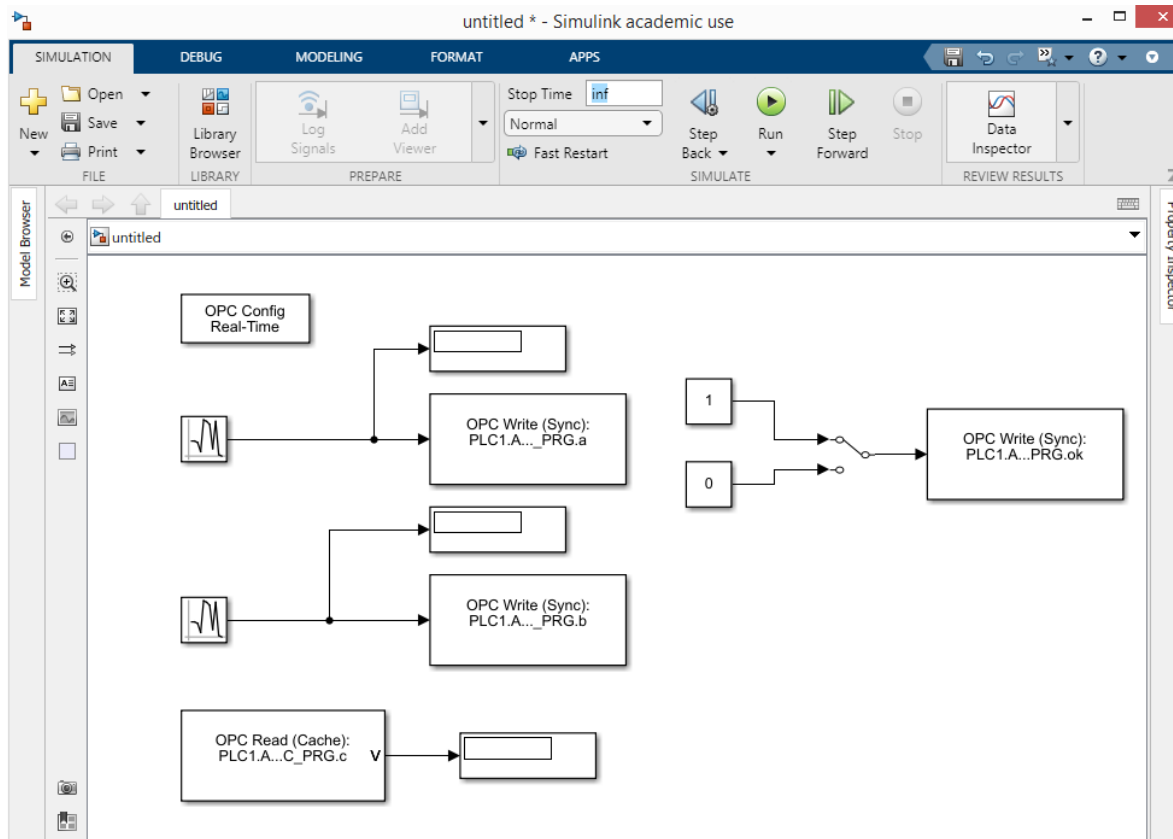 untitled * - Simulink academic use
SIMULATION DEBUG MODELING FORMAT APPS
New
Open
Save
Print
FILE
Library
Browser
LIBRARY
Log
Signals
Add
Viewer
PREPARE
Stop Time inf
Normal
Fast Restart
Step
Back
Run
Step
Forward
Stop
SIMULATE
Data
Inspector
REVIEW RESULTS
Model Browser
untitled
untitled
Property Inspector
OPC Config
Real-Time
OPC Write (Sync):
PLC1.A..._PRG.a
1
0
OPC Write (Sync):
PLC1.A...PRG.ok
OPC Write (Sync):
PLC1.A..._PRG.b
OPC Read (Cache):
PLC1.A...C_PRG.c
V